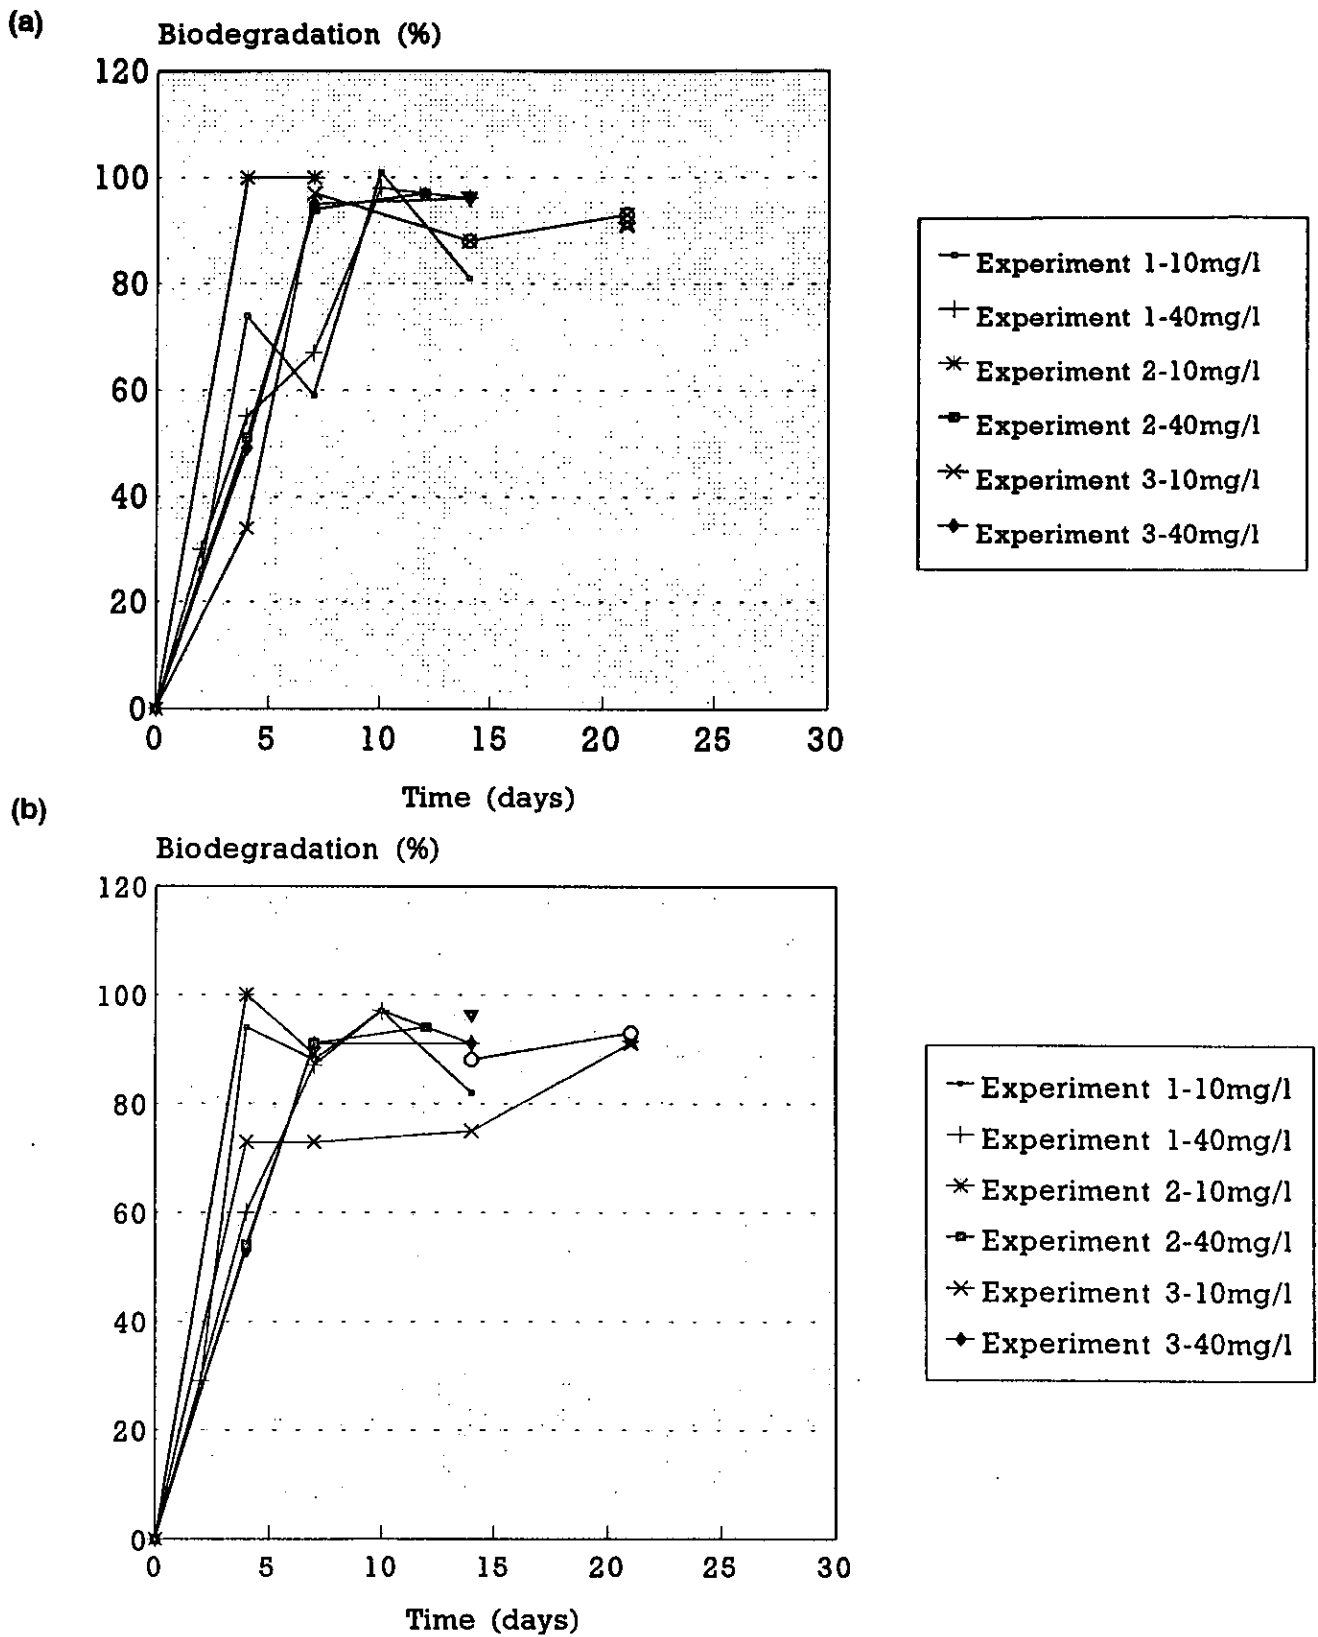 (a)
Biodegradation (%)
120
100
80
60
40
20
0
0 5 10 15 20 25 30
Time (days)
Experiment 1-10mg/l
Experiment 1-40mg/l
Experiment 2-10mg/l
Experiment 2-40mg/l
Experiment 3-10mg/l
Experiment 3-40mg/l
(b)
Biodegradation (%)
120
100
80
60
40
20
0
0 5 10 15 20 25 30
Time (days)
Experiment 1-10mg/l
Experiment 1-40mg/l
Experiment 2-10mg/l
Experiment 2-40mg/l
Experiment 3-10mg/l
Experiment 3-40mg/l